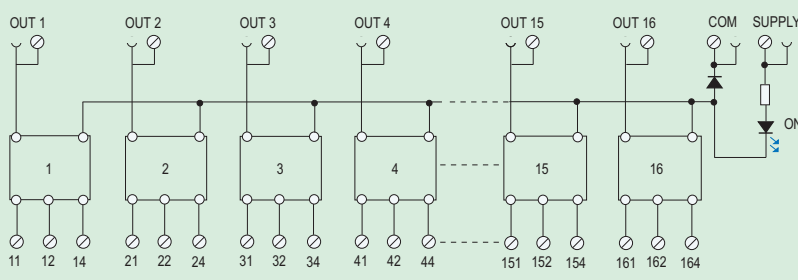 OUT 1 OUT 2 OUT 3 OUT 4 OUT 15 OUT 16 COM SUPPLY
ON
1 2 3 4 15 16
11 12 14 21 22 24 31 32 34 41 42 44 151 152 154 161 162 164